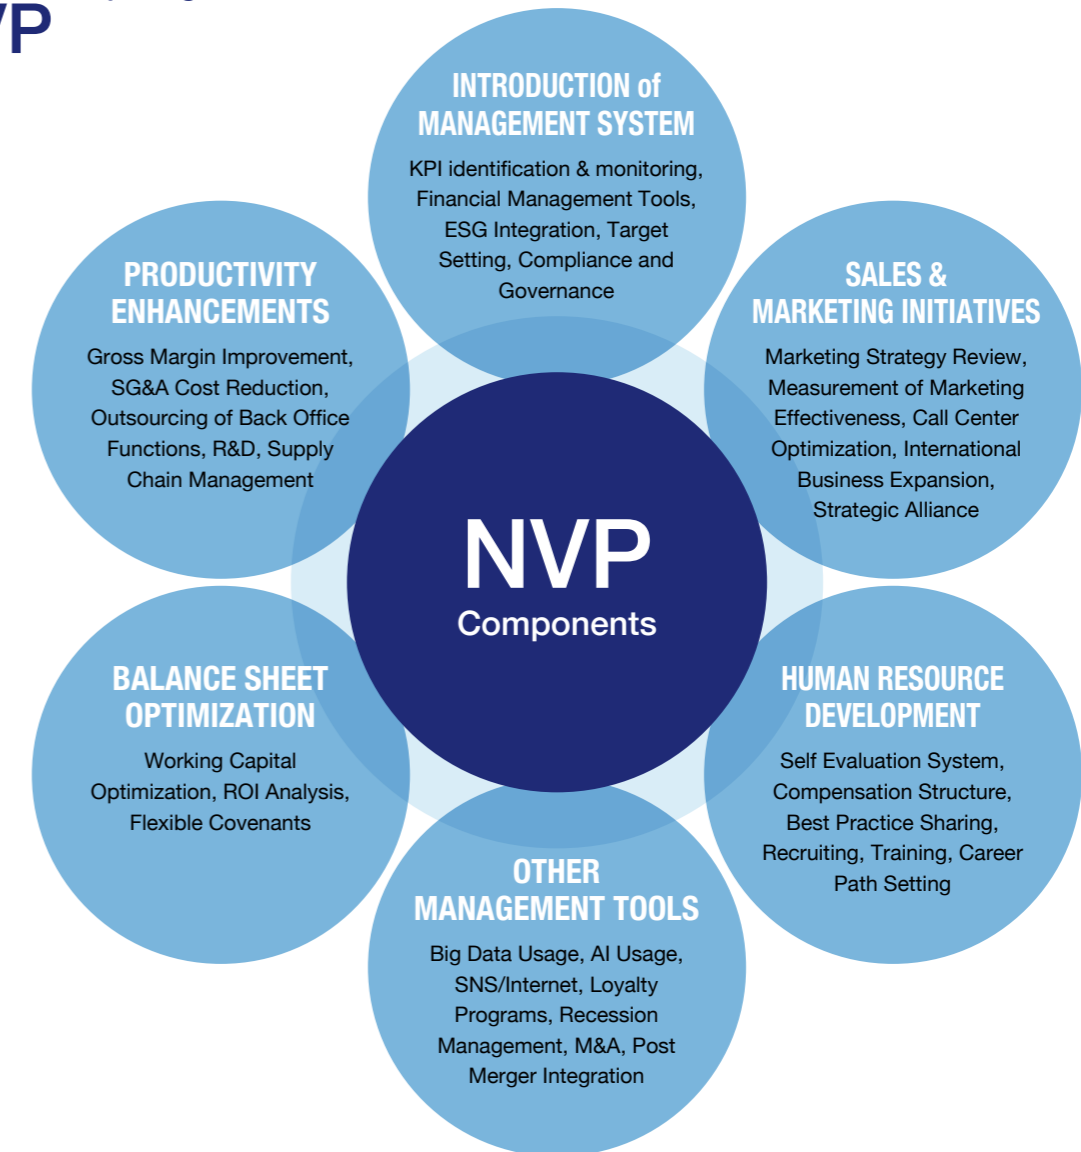 VP
INTRODUCTION of
MANAGEMENT SYSTEM
KPI identification & monitoring,
Financial Management Tools,
ESG Integration, Target
Setting, Compliance and
Governance
PRODUCTIVITY
ENHANCEMENTS
Gross Margin Improvement,
SG&A Cost Reduction,
Outsourcing of Back Office
Functions, R&D, Supply
Chain Management
SALES &
MARKETING INITIATIVES
Marketing Strategy Review,
Measurement of Marketing
Effectiveness, Call Center
Optimization, International
Business Expansion,
Strategic Alliance
NVP
Components
BALANCE SHEET
OPTIMIZATION
Working Capital
Optimization, ROI Analysis,
Flexible Covenants
HUMAN RESOURCE
DEVELOPMENT
Self Evaluation System,
Compensation Structure,
Best Practice Sharing,
Recruiting, Training, Career
Path Setting
OTHER
MANAGEMENT TOOLS
Big Data Usage, AI Usage,
SNS/Internet, Loyalty
Programs, Recession
Management, M&A, Post
Merger Integration